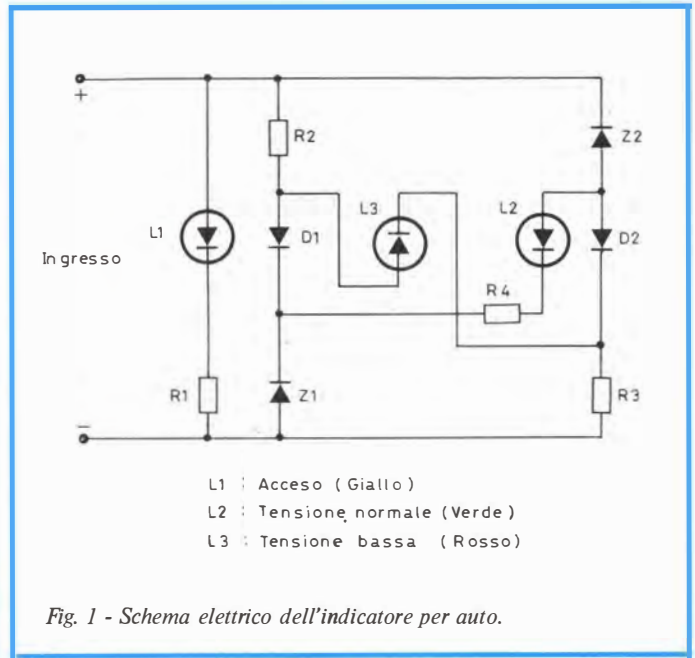 +
R2
Z2
L3
L2
L1
D1
D2
Ingresso
R4
R1
Z1
R3
−
L1 : Acceso (Giallo)
L2 : Tensione normale (Verde)
L3 : Tensione bassa (Rosso)
Fig. 1 - Schema elettrico dell'indicatore per auto.